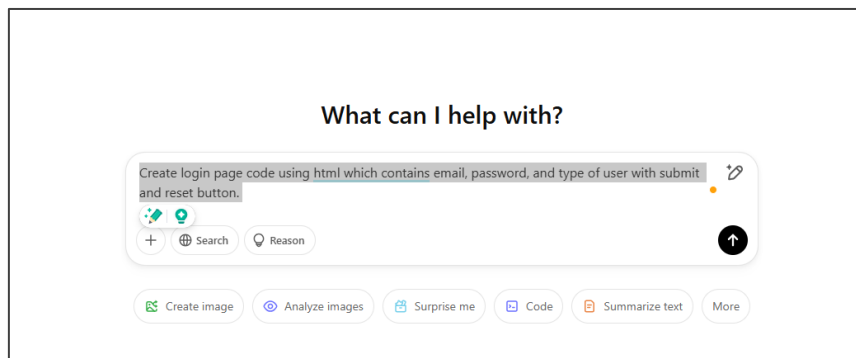 What can I help with?
Create login page code using html which contains email, password, and type of user with submit
and reset button.
Search
Reason
Create image
Analyze images
Surprise me
Code
Summarize text
More